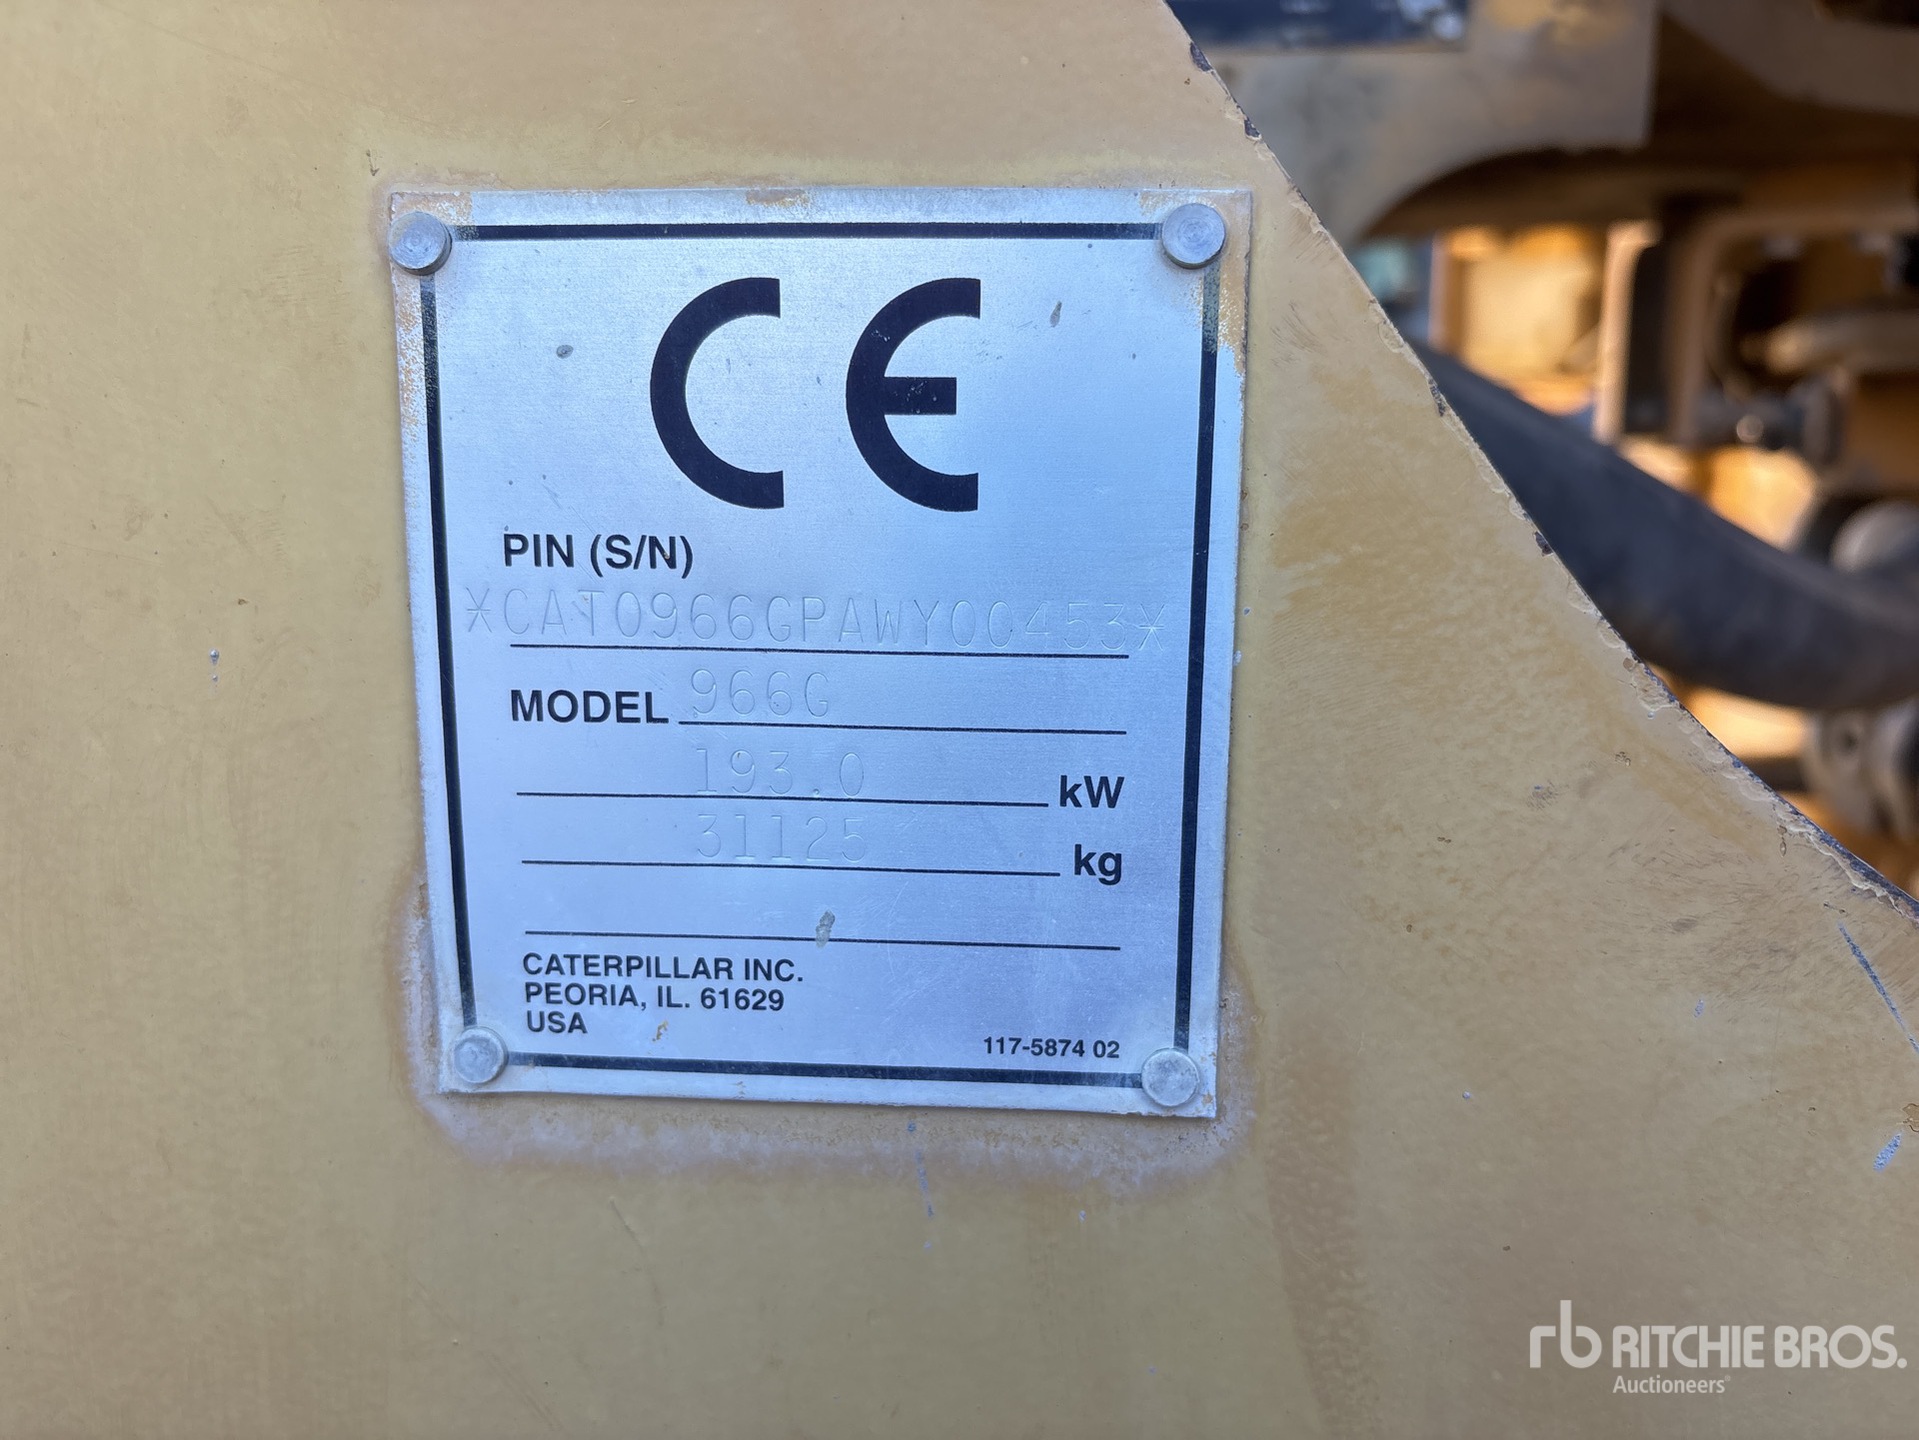 CE
PIN (S/N)
*CAT0966GPAWY00453*
MODEL 966G
193.0 kW
31125 kg
CATERPILLAR INC.
PEORIA, IL. 61629
USA
117-5874 02
rb RITCHIE BROS.
Auctioneers